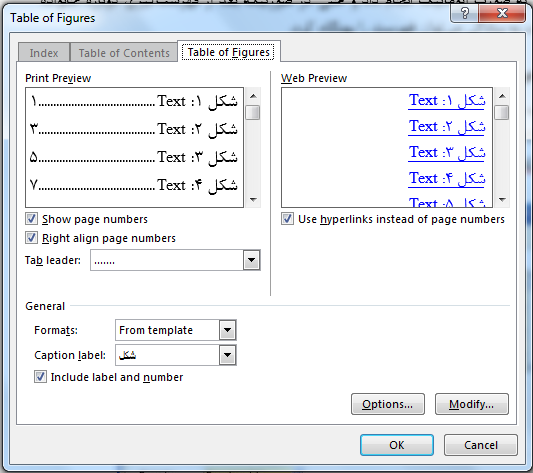 Table of Figures
Index
Table of Contents
Table of Figures
Print Preview
شکل ۱: Text.................................۱
شکل ۲: Text.................................۳
شکل ۳: Text.................................۵
شکل ۴: Text.................................۷
Web Preview
شکل ۱: Text
شکل ۲: Text
شکل ۳: Text
شکل ۴: Text
شکل ۵: Text
Show page numbers
Right align page numbers
Tab leader: .......
Use hyperlinks instead of page numbers
General
Formats: From template
Caption label: شکل
Include label and number
Options...
Modify...
OK
Cancel